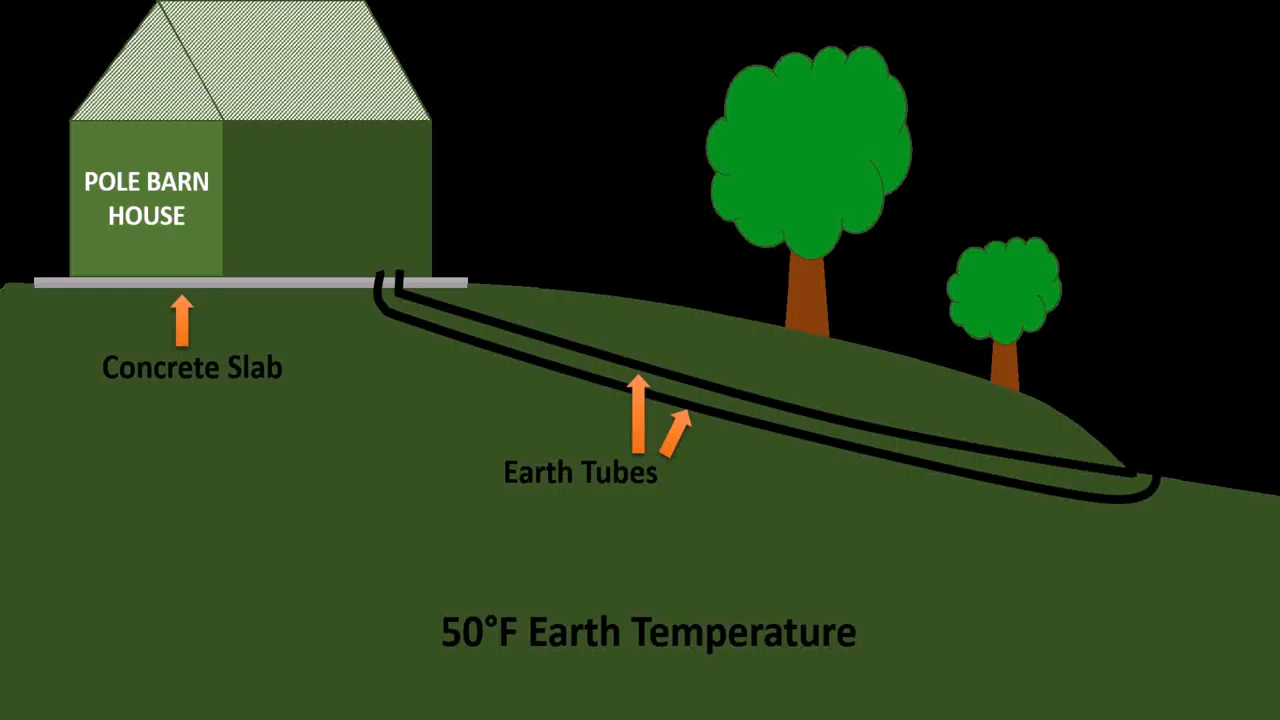 POLE BARN
HOUSE
Concrete Slab
Earth Tubes
50°F Earth Temperature